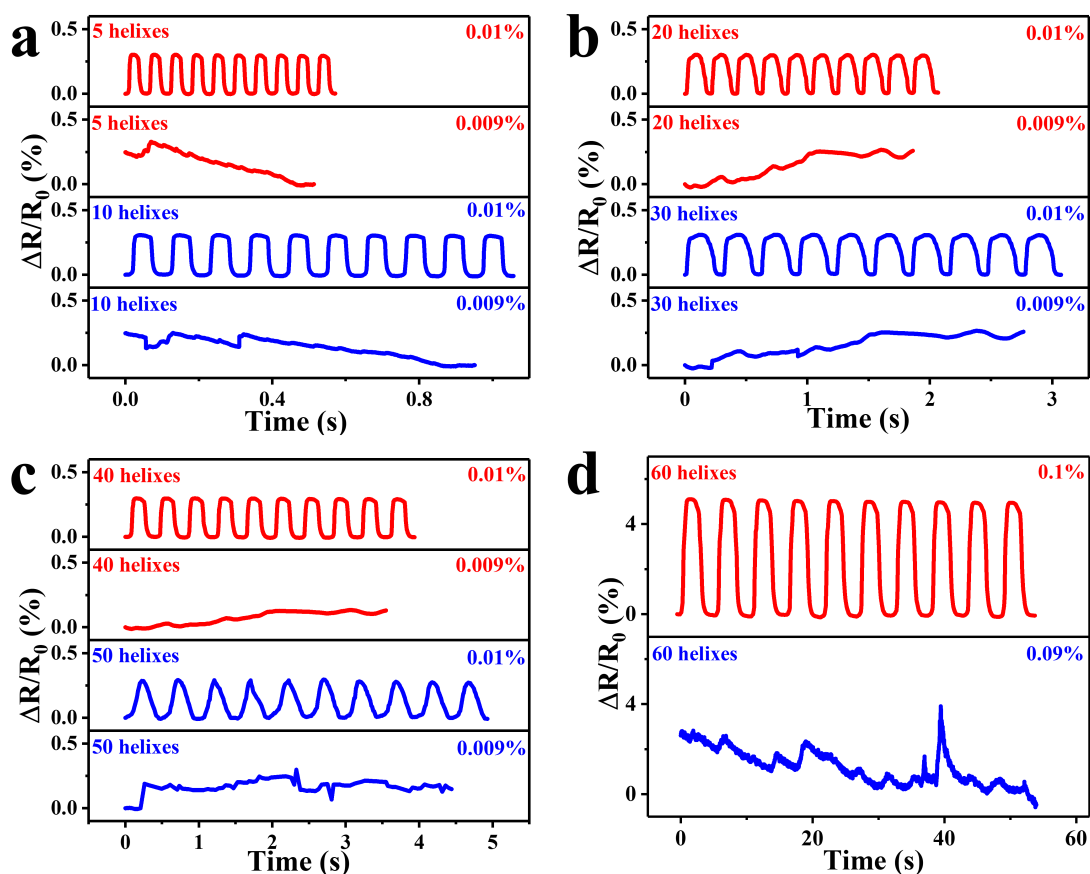 a
5 helixes 0.01%
0.5
0.0
5 helixes 0.009%
0.5
0.0
10 helixes 0.01%
0.5
0.0
10 helixes 0.009%
0.5
0.0
ΔR/R0 (%)
0.0 0.4 0.8
Time (s)
b
20 helixes 0.01%
0.5
0.0
20 helixes 0.009%
0.5
0.0
30 helixes 0.01%
0.5
0.0
30 helixes 0.009%
0.5
0.0
ΔR/R0 (%)
0 1 2 3
Time (s)
c
40 helixes 0.01%
0.5
0.0
40 helixes 0.009%
0.5
0.0
50 helixes 0.01%
0.5
0.0
50 helixes 0.009%
0.5
0.0
ΔR/R0 (%)
0 1 2 3 4 5
Time (s)
d
60 helixes 0.1%
4
0
60 helixes 0.09%
4
0
ΔR/R0 (%)
0 20 40 60
Time (s)